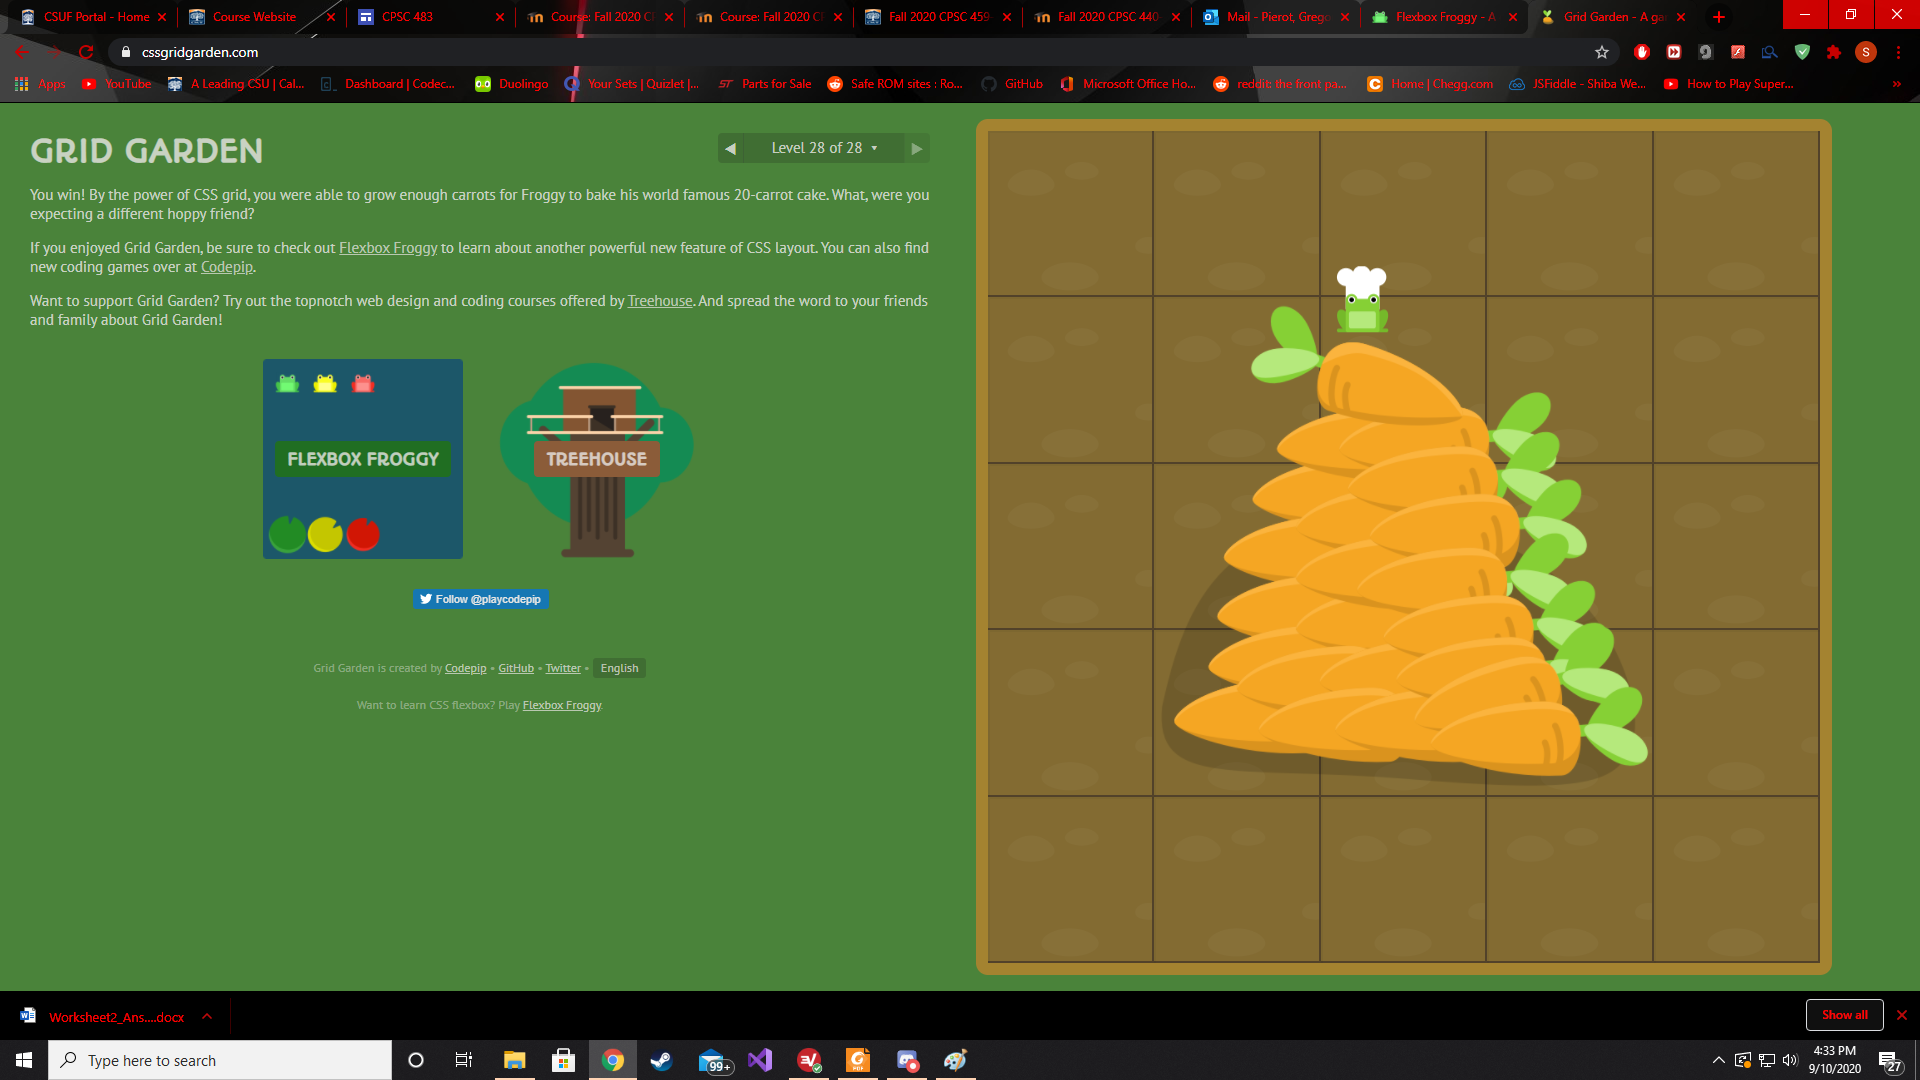 CSUF Portal - Home
Course Website
CPSC 483
Course: Fall 2020 C
Course: Fall 2020 C
Fall 2020 CPSC 459
Fall 2020 CPSC 440
Mail - Pierot, Grego
Flexbox Froggy - A
Grid Garden - A ga
cssgridgarden.com
S
Apps
YouTube
A Leading CSU | Cal...
Dashboard | Codec...
Duolingo
Your Sets | Quizlet |...
Parts for Sale
Safe ROM sites : Ro...
GitHub
Microsoft Office Ho...
reddit: the front pa...
Home | Chegg.com
JSFiddle - Shiba We...
How to Play Super...
GRID GARDEN
Level 28 of 28
You win! By the power of CSS grid, you were able to grow enough carrots for Froggy to bake his world famous 20-carrot cake. What, were you
expecting a different hoppy friend?
If you enjoyed Grid Garden, be sure to check out Flexbox Froggy to learn about another powerful new feature of CSS layout. You can also find
new coding games over at Codepip.
Want to support Grid Garden? Try out the topnotch web design and coding courses offered by Treehouse. And spread the word to your friends
and family about Grid Garden!
FLEXBOX FROGGY
TREEHOUSE
Follow @playcodepip
Grid Garden is created by Codepip • GitHub • Twitter • English
Want to learn CSS flexbox? Play Flexbox Froggy.
Worksheet2_Ans....docx
Show all
Type here to search
99+
4:33 PM
9/10/2020
27